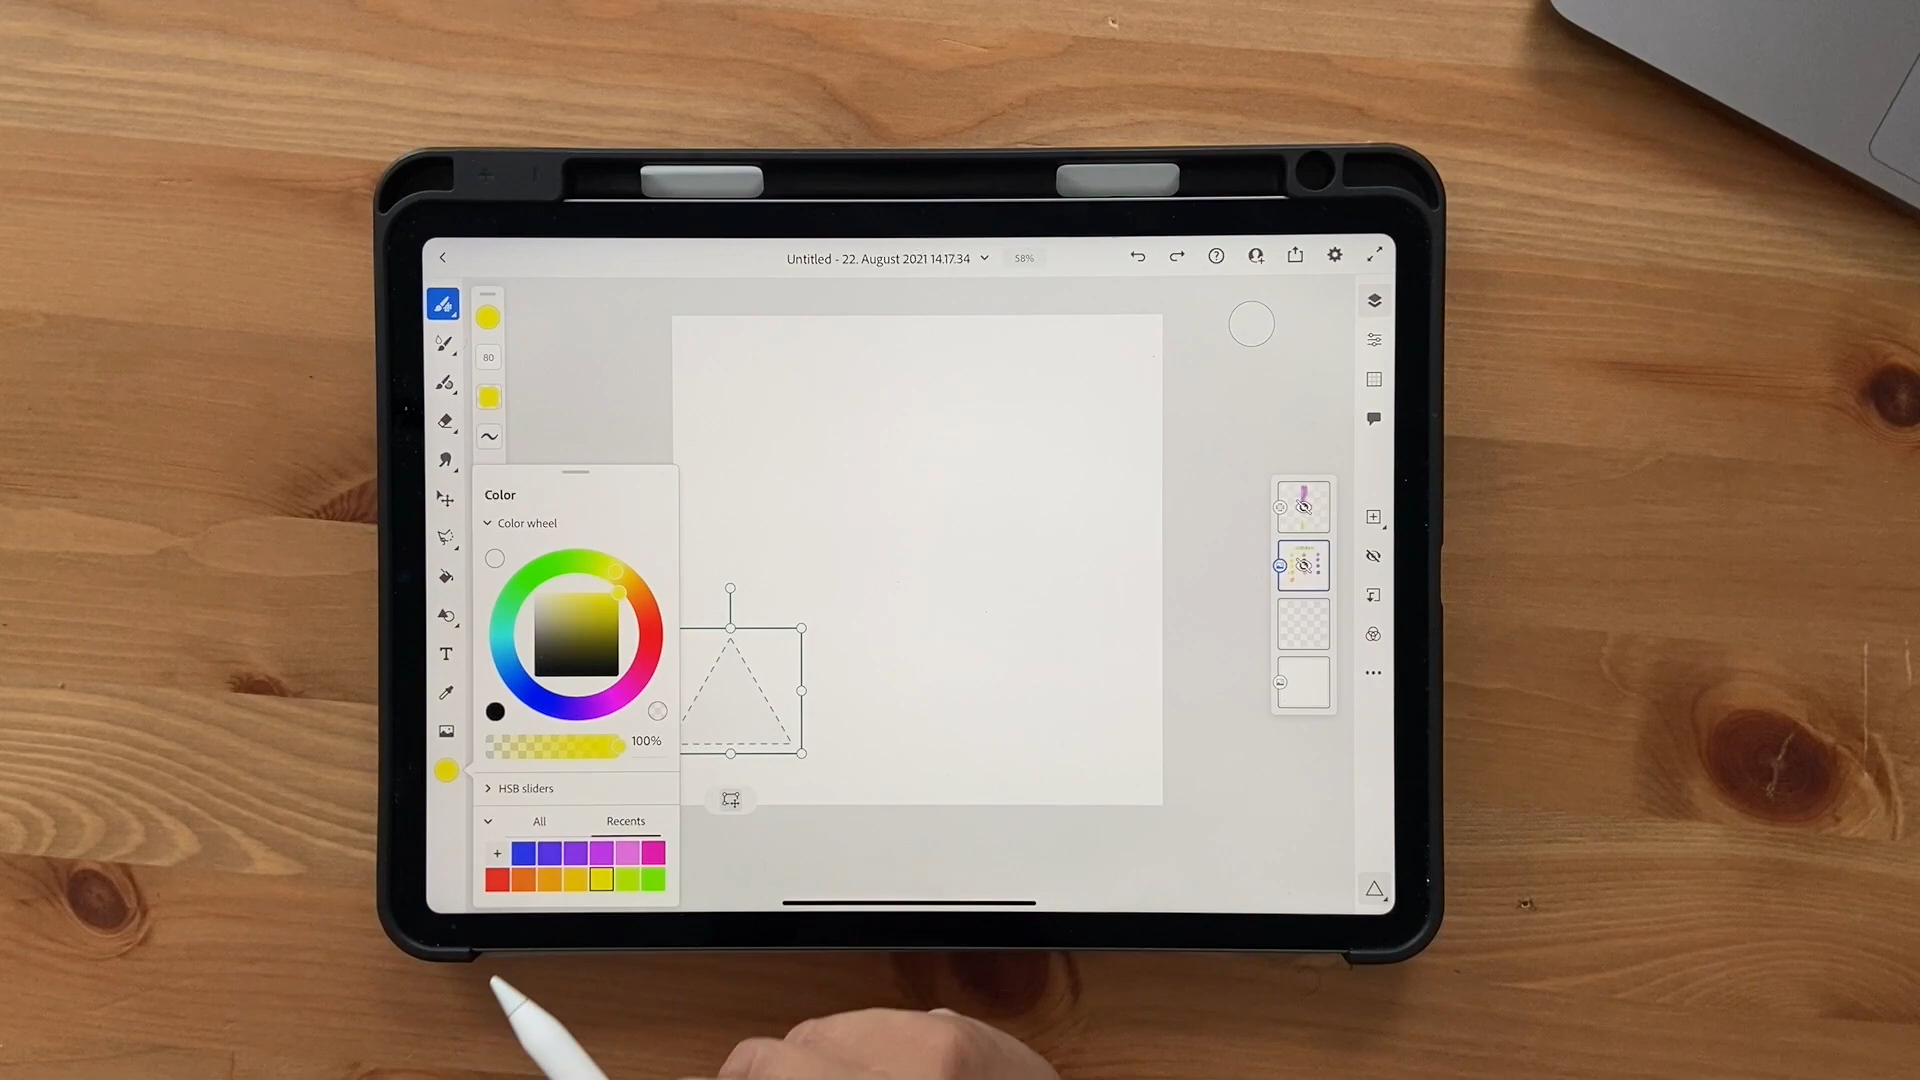 Untitled - 22. August 2021 14.17.34
58%
80
Color
Color wheel
100%
HSB sliders
All
Recents
T